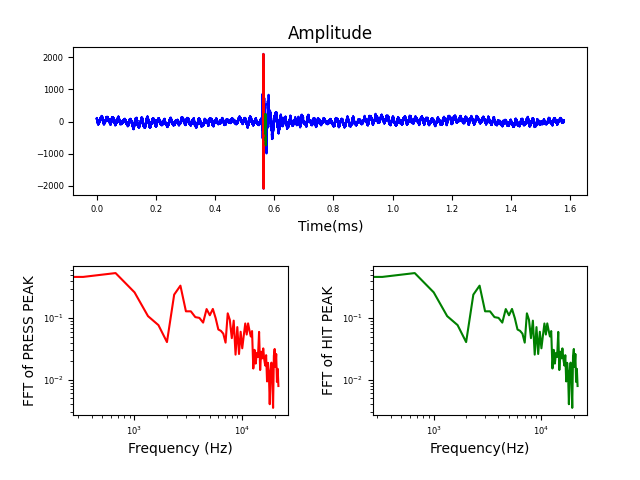 Amplitude
2000
1000
0
−1000
−2000
0.0 0.2 0.4 0.6 0.8 1.0 1.2 1.4 1.6
Time(ms)
FFT of PRESS PEAK
10⁻¹
10⁻²
10³ 10⁴
Frequency (Hz)
FFT of HIT PEAK
10⁻¹
10⁻²
10³ 10⁴
Frequency(Hz)